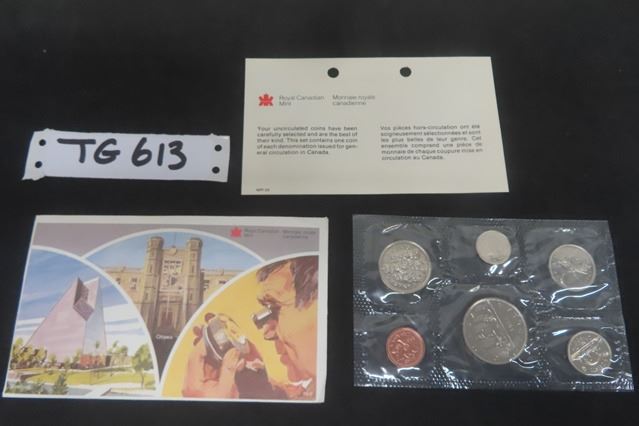 TG 613
Royal Canadian Mint
Monnaie royale canadienne
Your uncirculated coins have been
carefully selected and are the best of
their kind. This set contains one coin
of each denomination issued for gen-
eral circulation in Canada.
Vos pièces hors-circulation ont été
soigneusement sélectionnées et sont
les plus belles de leur genre. Cet
ensemble comprend une pièce de
monnaie de chaque coupure mise en
circulation au Canada.
Royal Canadian Mint
Monnaie royale canadienne
Ottawa